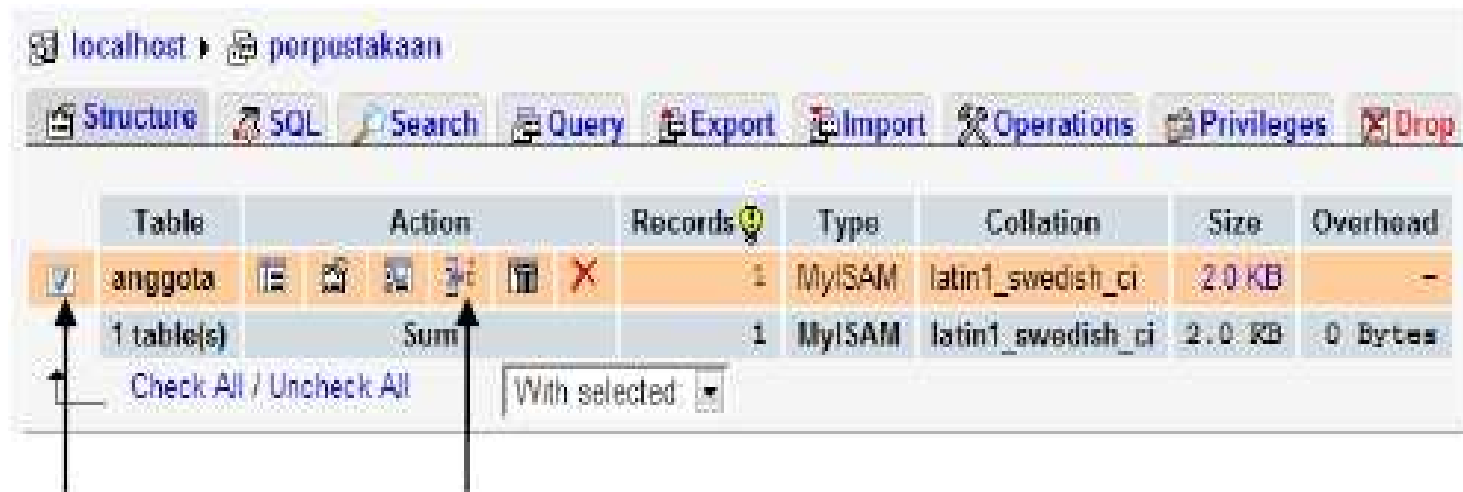 localhost ▸ perpustakaan
Structure SQL Search Query Export Import Operations Privileges Drop
Table Action Records Type Collation Size Overhead
anggota 1 MyISAM latin1_swedish_ci 2.0 KB -
1 table(s) Sum 1 MyISAM latin1_swedish_ci 2.0 KB 0 Bytes
Check All / Uncheck All With selected: